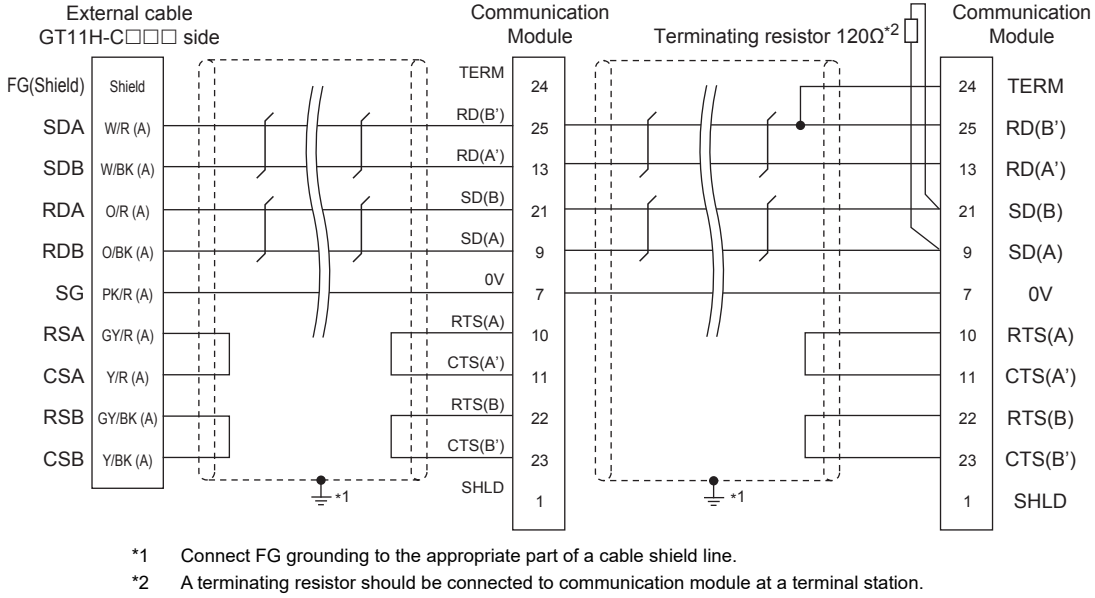 External cable
GT11H-C□□□ side
Communication
Module
Terminating resistor 120Ω*2
Communication
Module
FG(Shield) Shield TERM 24 24 TERM
SDA W/R (A) RD(B') 25 25 RD(B')
SDB W/BK (A) RD(A') 13 13 RD(A')
RDA O/R (A) SD(B) 21 21 SD(B)
RDB O/BK (A) SD(A) 9 9 SD(A)
SG PK/R (A) 0V 7 7 0V
RSA GY/R (A) RTS(A) 10 10 RTS(A)
CSA Y/R (A) CTS(A') 11 11 CTS(A')
RSB GY/BK (A) RTS(B) 22 22 RTS(B)
CSB Y/BK (A) CTS(B') 23 23 CTS(B')
*1 SHLD 1 *1 1 SHLD
*1 Connect FG grounding to the appropriate part of a cable shield line.
*2 A terminating resistor should be connected to communication module at a terminal station.